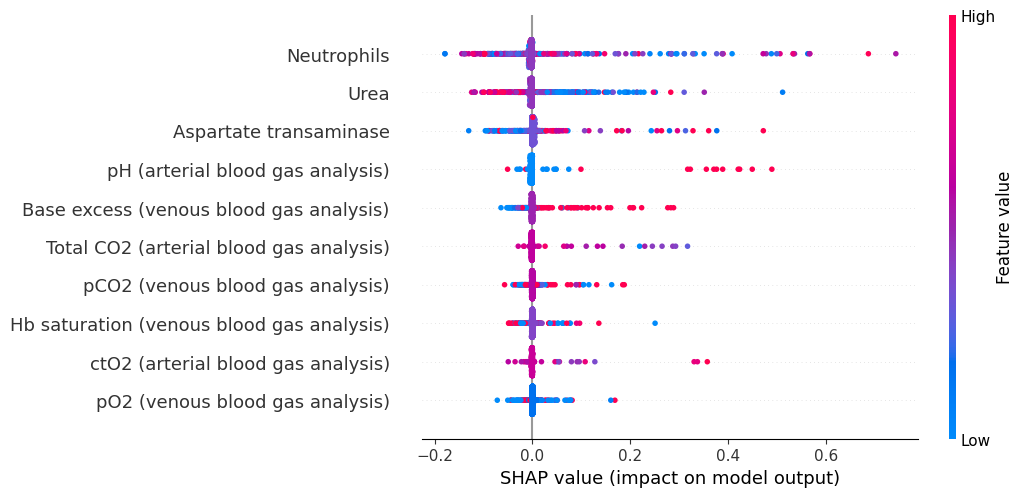 High
Neutrophils
Urea
Aspartate transaminase
pH (arterial blood gas analysis)
Base excess (venous blood gas analysis)
Total CO2 (arterial blood gas analysis)
pCO2 (venous blood gas analysis)
Hb saturation (venous blood gas analysis)
ctO2 (arterial blood gas analysis)
pO2 (venous blood gas analysis)
Feature value
Low
−0.2 0.0 0.2 0.4 0.6
SHAP value (impact on model output)